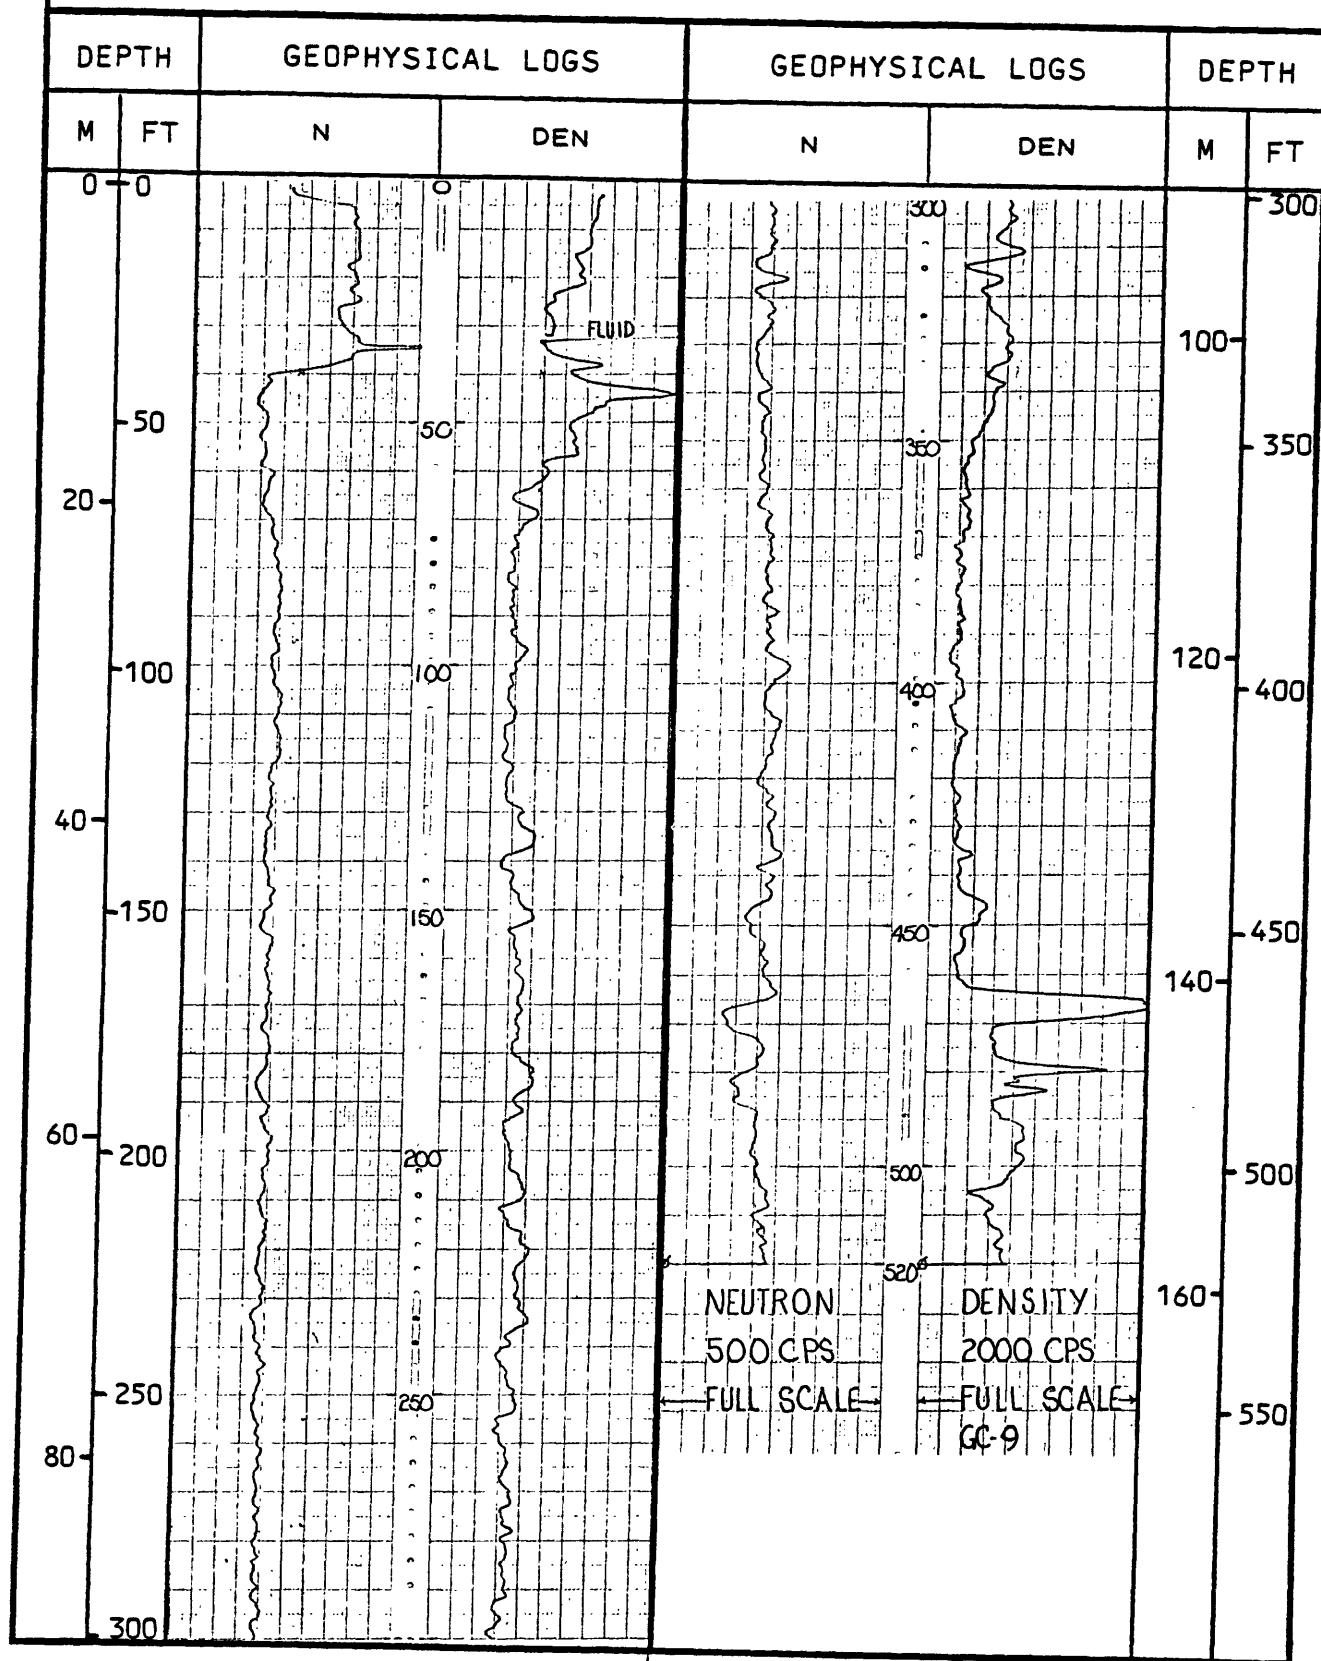 DEPTH GEOPHYSICAL LOGS GEOPHYSICAL LOGS DEPTH
M FT N DEN N DEN M FT
0 0 0
300 300
FLUID
100
50 50
350 350
20
100 100
120
400 400
40
150 150
450 450
140
60
200 200
500 500
520
NEUTRON DENSITY
160
500 CPS 2000 CPS
250 250
FULL SCALE FULL SCALE
550
GC-9
80
300